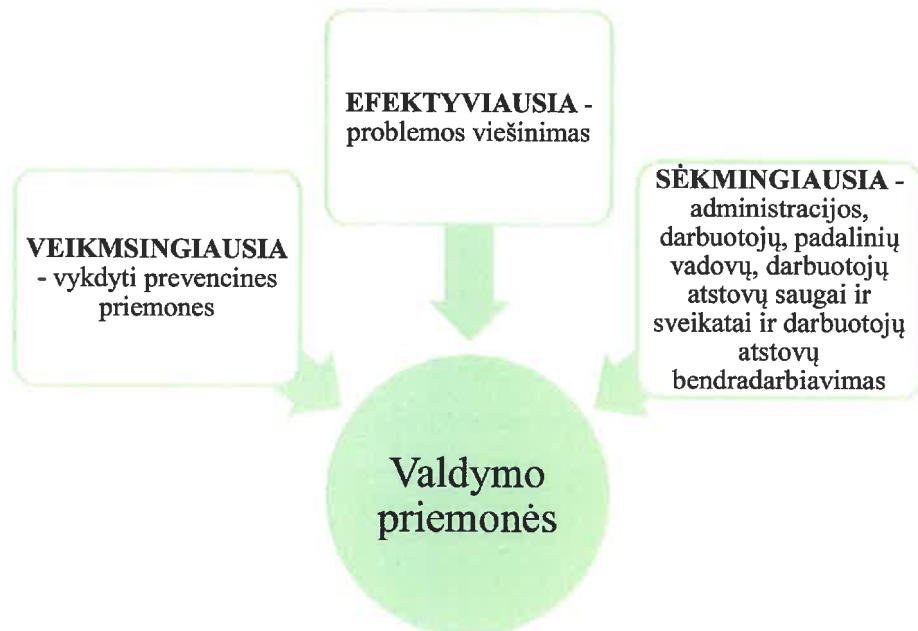 VEIKMSINGIAUSIA
- vykdyti prevencines
priemones
EFEKTYVIAUSIA -
problemos viešinimas
SĖKMINGIAUSIA -
administracijos,
darbuotojų, padalinių
vadovų, darbuotojų
atstovų saugai ir
sveikatai ir darbuotojų
atstovų
bendradarbiavimas
Valdymo
priemonės